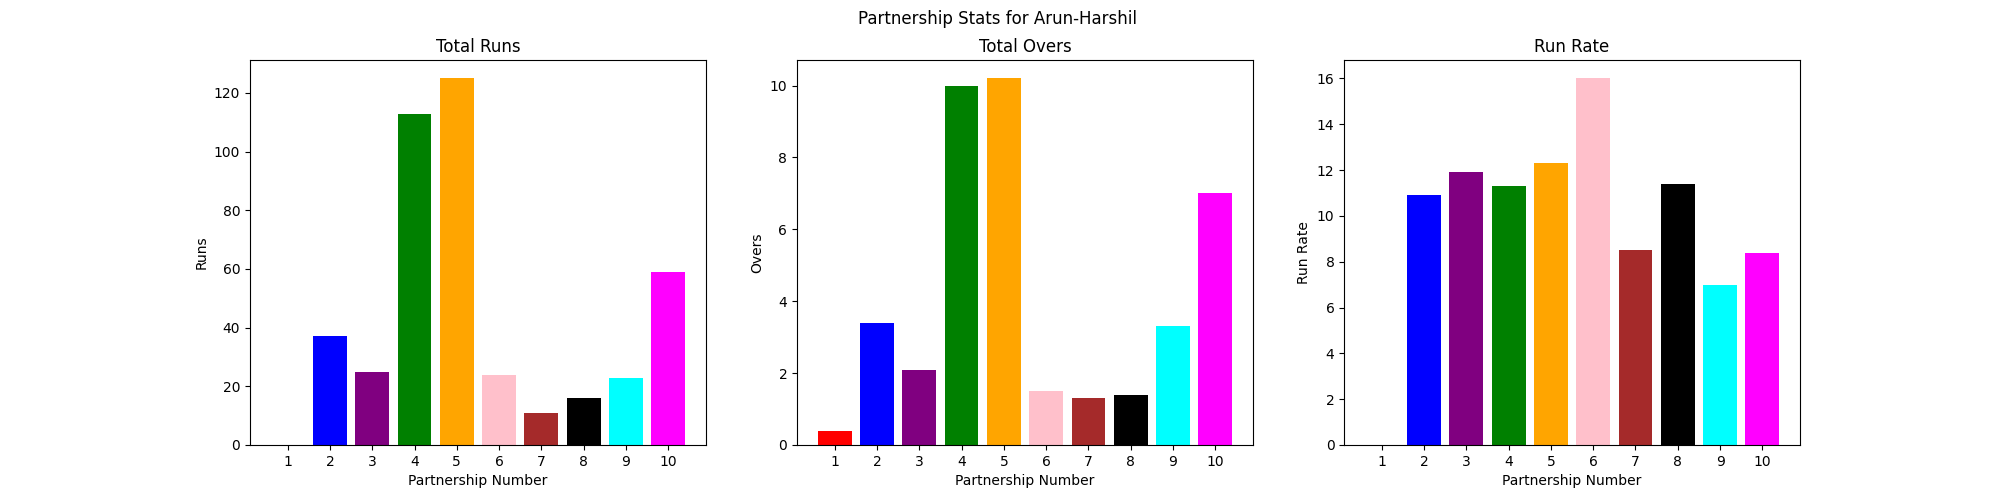 Partnership Stats for Arun-Harshil
Total Runs
Runs
120
100
80
60
40
20
0
1 2 3 4 5 6 7 8 9 10
Partnership Number
Total Overs
Overs
10
8
6
4
2
0
1 2 3 4 5 6 7 8 9 10
Partnership Number
Run Rate
Run Rate
16
14
12
10
8
6
4
2
0
1 2 3 4 5 6 7 8 9 10
Partnership Number